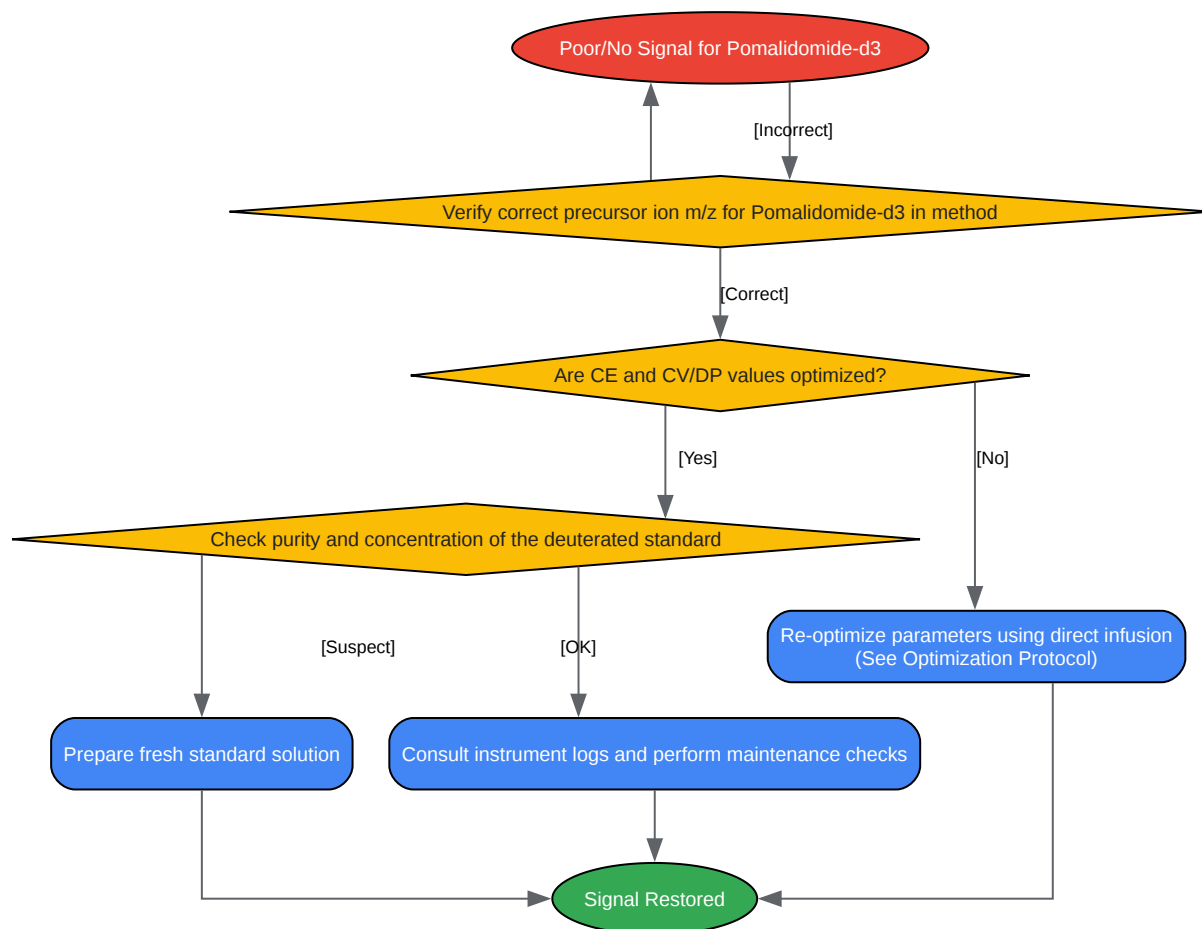 Poor/No Signal for Pomalidomide-d3
[Incorrect]
Verify correct precursor ion m/z for Pomalidomide-d3 in method
[Correct]
Are CE and CV/DP values optimized?
[Yes]
[No]
Check purity and concentration of the deuterated standard
[Suspect]
[OK]
Re-optimize parameters using direct infusion
(See Optimization Protocol)
Prepare fresh standard solution
Consult instrument logs and perform maintenance checks
Signal Restored